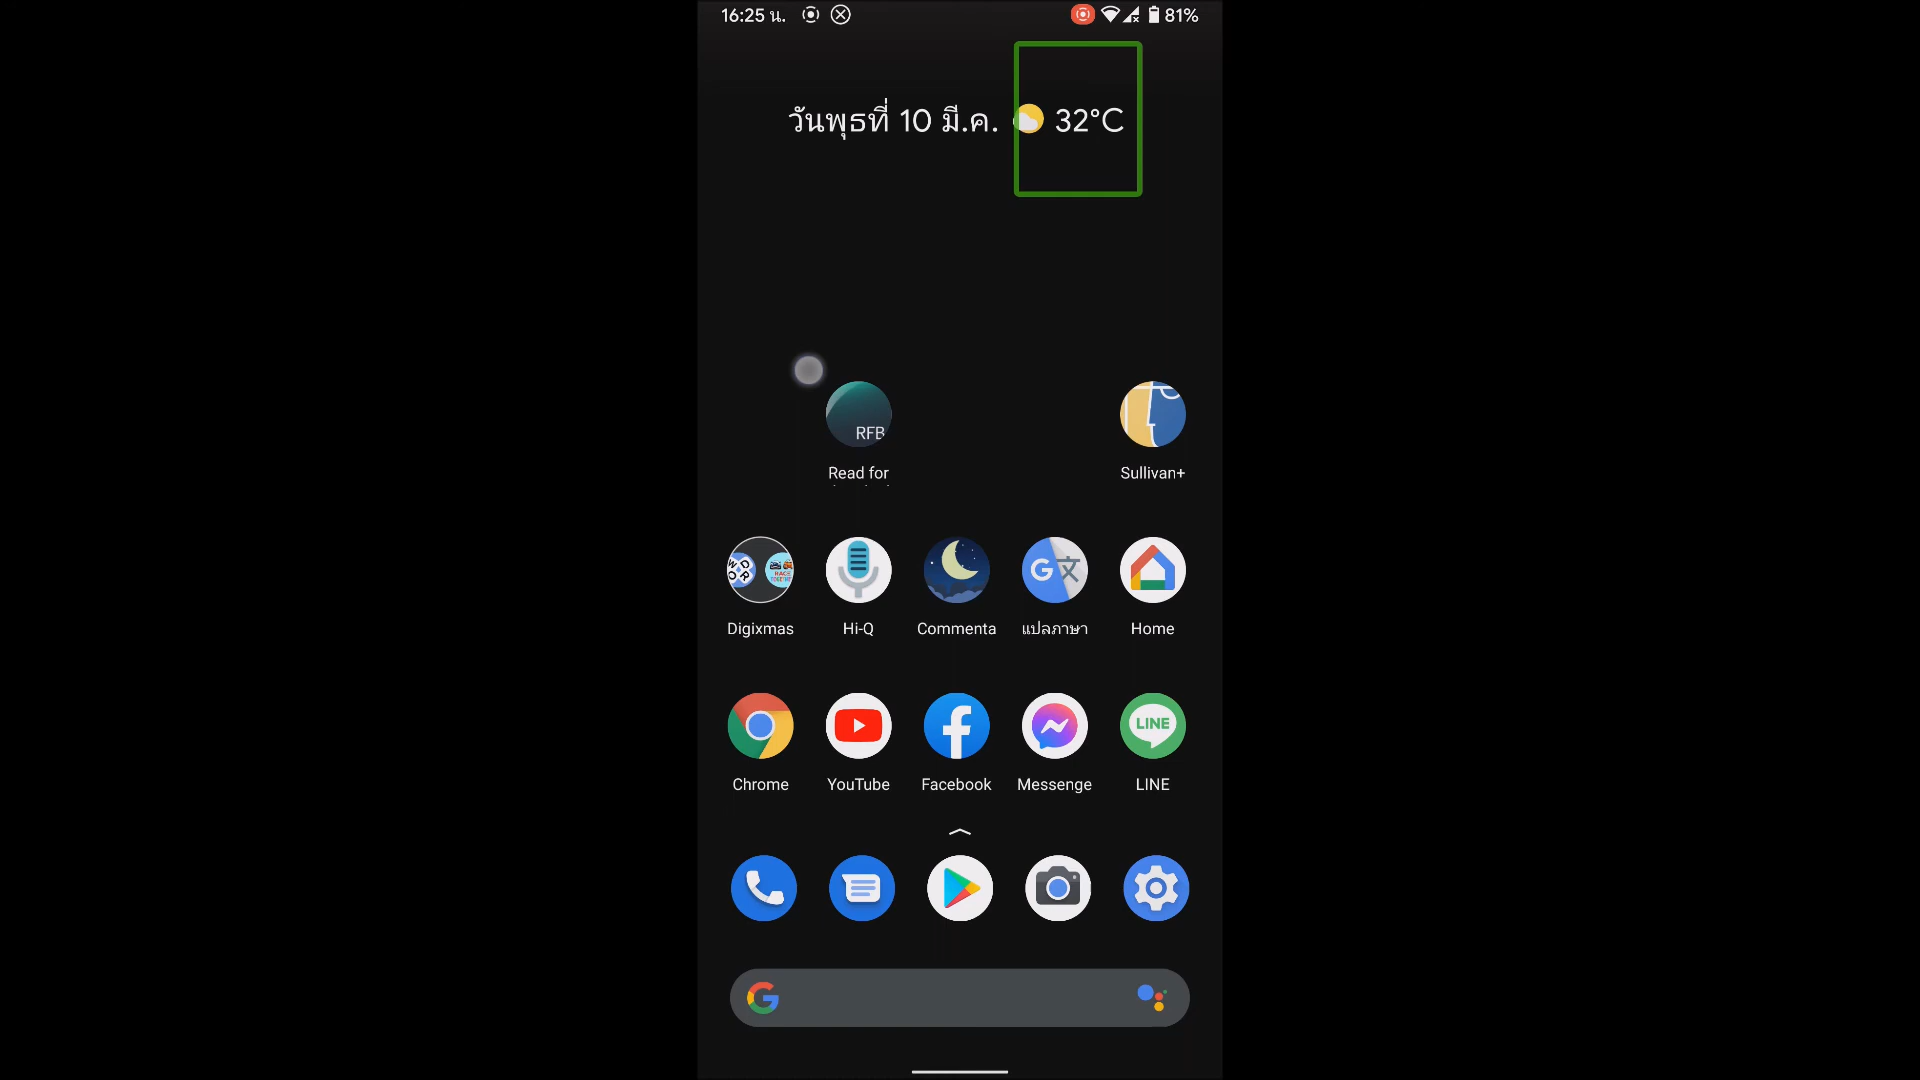 16:25 น. 81%
วันพุธที่ 10 มี.ค. 32°C
RFB
Read for Sullivan+
Digixmas Hi-Q Commenta แปลภาษา Home
LINE
Chrome YouTube Facebook Messenge LINE